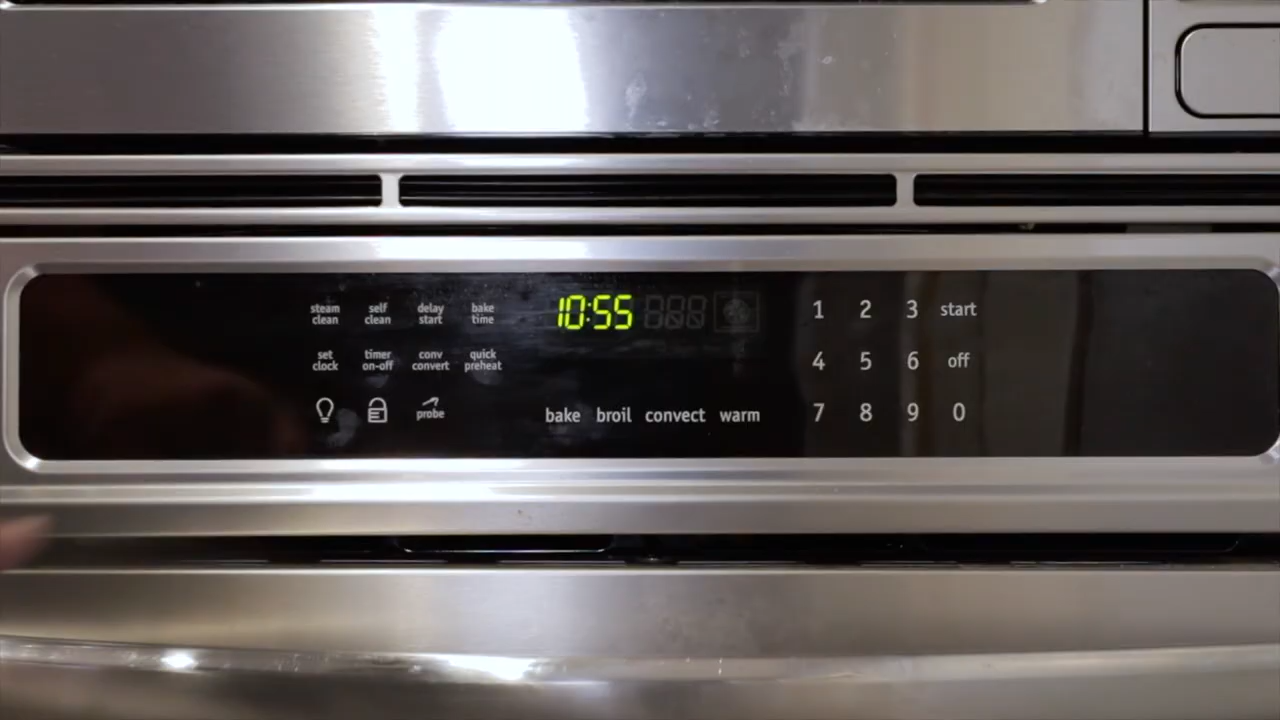 steam clean self clean delay start bake time
10:55
1 2 3 start
set clock timer on-off conv convert quick preheat
4 5 6 off
probe
bake broil convect warm
7 8 9 0